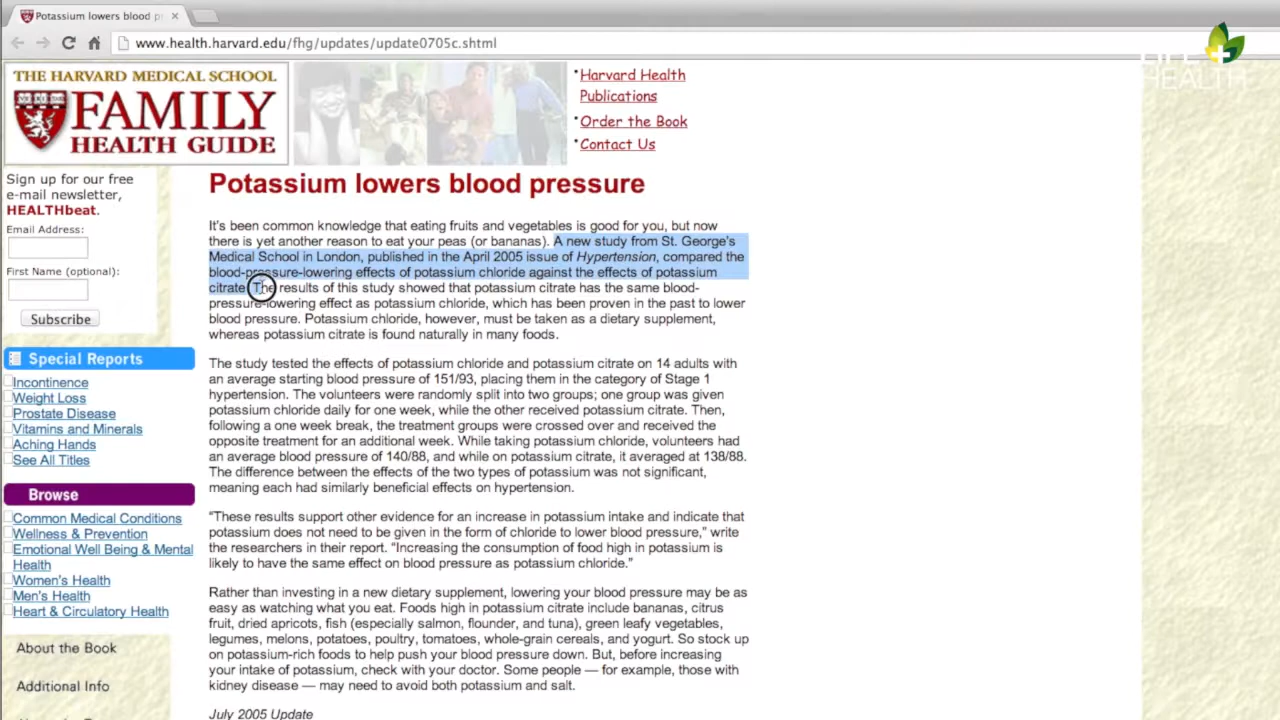 Potassium lowers blood p
www.health.harvard.edu/fhg/updates/update0705c.shtml
HEALTH
THE HARVARD MEDICAL SCHOOL
FAMILY
HEALTH GUIDE
Harvard Health
Publications
Order the Book
Contact Us
Sign up for our free
e-mail newsletter,
HEALTHbeat.
Email Address:
First Name (optional):
Subscribe
Special Reports
Incontinence
Weight Loss
Prostate Disease
Vitamins and Minerals
Aching Hands
See All Titles
Browse
Common Medical Conditions
Wellness & Prevention
Emotional Well Being & Mental
Health
Women's Health
Men's Health
Heart & Circulatory Health
About the Book
Additional Info
Potassium lowers blood pressure
It's been common knowledge that eating fruits and vegetables is good for you, but now
there is yet another reason to eat your peas (or bananas). A new study from St. George's
Medical School in London, published in the April 2005 issue of Hypertension, compared the
blood-pressure-lowering effects of potassium chloride against the effects of potassium
citrate. The results of this study showed that potassium citrate has the same blood-
pressure-lowering effect as potassium chloride, which has been proven in the past to lower
blood pressure. Potassium chloride, however, must be taken as a dietary supplement,
whereas potassium citrate is found naturally in many foods.
The study tested the effects of potassium chloride and potassium citrate on 14 adults with
an average starting blood pressure of 151/93, placing them in the category of Stage 1
hypertension. The volunteers were randomly split into two groups; one group was given
potassium chloride daily for one week, while the other received potassium citrate. Then,
following a one week break, the treatment groups were crossed over and received the
opposite treatment for an additional week. While taking potassium chloride, volunteers had
an average blood pressure of 140/88, and while on potassium citrate, it averaged at 138/88.
The difference between the effects of the two types of potassium was not significant,
meaning each had similarly beneficial effects on hypertension.
“These results support other evidence for an increase in potassium intake and indicate that
potassium does not need to be given in the form of chloride to lower blood pressure,” write
the researchers in their report. “Increasing the consumption of food high in potassium is
likely to have the same effect on blood pressure as potassium chloride.”
Rather than investing in a new dietary supplement, lowering your blood pressure may be as
easy as watching what you eat. Foods high in potassium citrate include bananas, citrus
fruit, dried apricots, fish (especially salmon, flounder, and tuna), green leafy vegetables,
legumes, melons, potatoes, poultry, tomatoes, whole-grain cereals, and yogurt. So stock up
on potassium-rich foods to help push your blood pressure down. But, before increasing
your intake of potassium, check with your doctor. Some people — for example, those with
kidney disease — may need to avoid both potassium and salt.
July 2005 Update